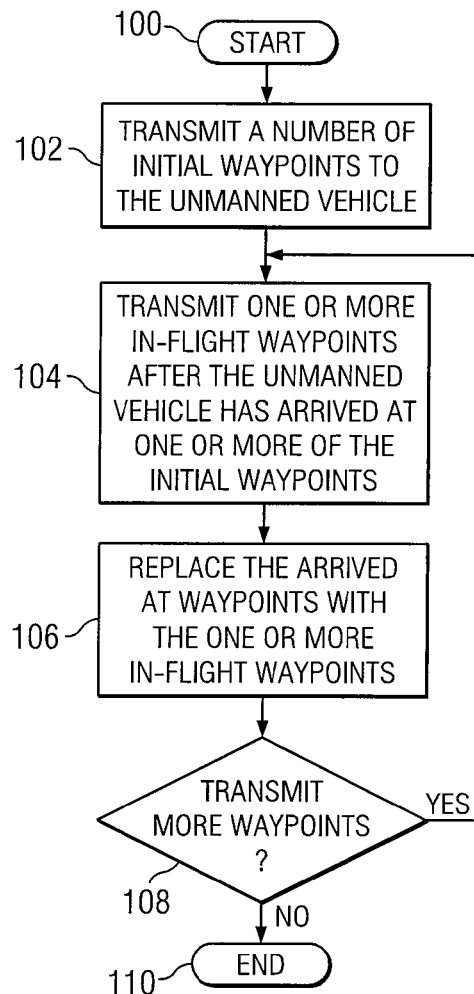 100
START
102
TRANSMIT A NUMBER OF
INITIAL WAYPOINTS TO
THE UNMANNED VEHICLE
104
TRANSMIT ONE OR MORE
IN-FLIGHT WAYPOINTS
AFTER THE UNMANNED
VEHICLE HAS ARRIVED AT
ONE OR MORE OF THE
INITIAL WAYPOINTS
106
REPLACE THE ARRIVED
AT WAYPOINTS WITH
THE ONE OR MORE
IN-FLIGHT WAYPOINTS
TRANSMIT
MORE WAYPOINTS
?
YES
108
NO
END
110